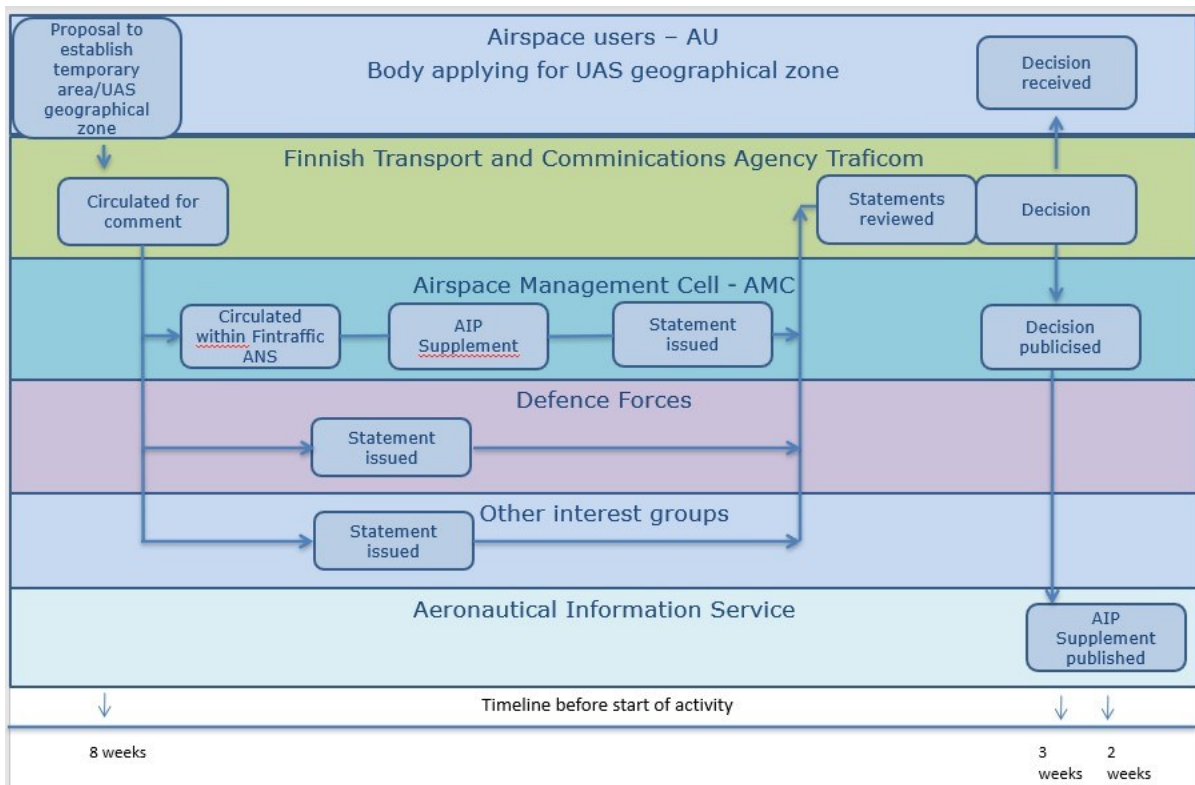 Proposal to
establish
temporary
area/UAS
geographical
zone
Airspace users – AU
Body applying for UAS geographical zone
Decision
received
Finnish Transport and Comminications Agency Traficom
Circulated for
comment
Statements
reviewed
Decision
Airspace Management Cell - AMC
Circulated
within Fintraffic
ANS
AIP
Supplement
Statement
issued
Decision
publicised
Defence Forces
Statement
issued
Other interest groups
Statement
issued
Aeronautical Information Service
AIP
Supplement
published
Timeline before start of activity
8 weeks
3
weeks
2
weeks